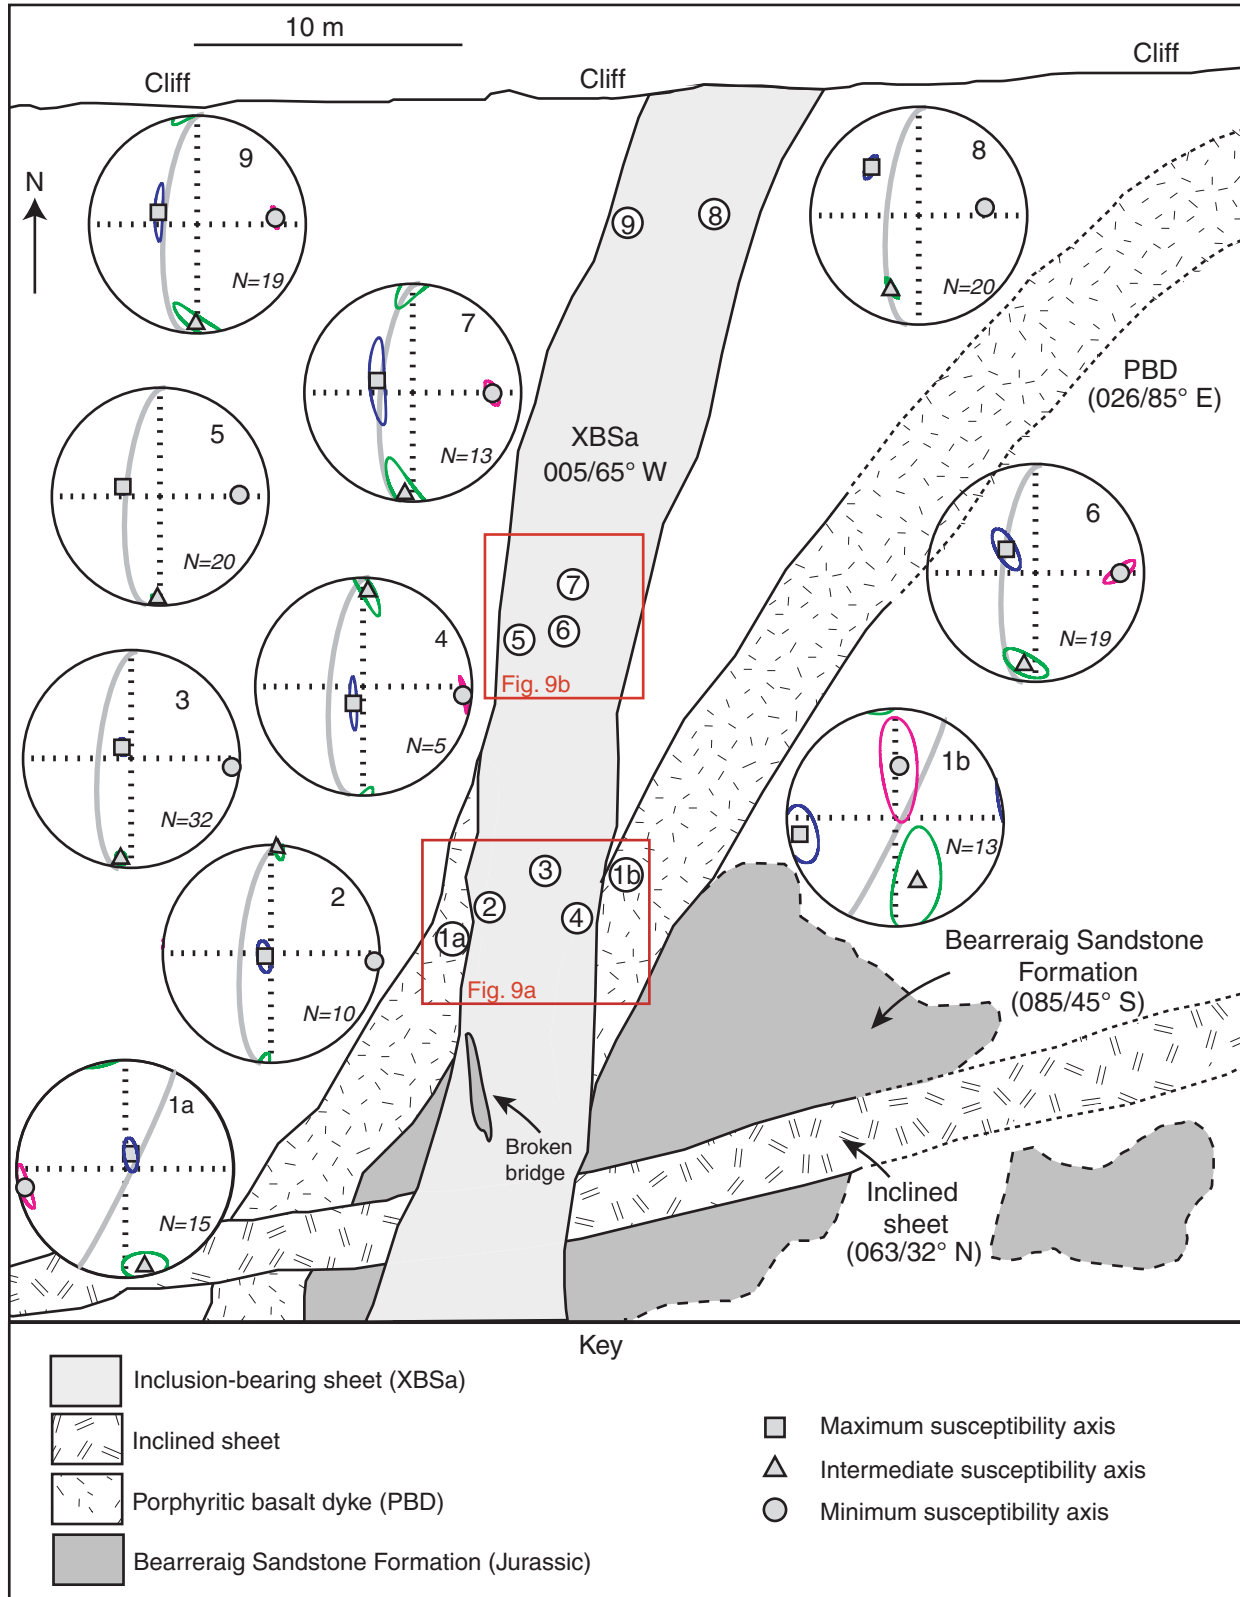 10 m
Cliff
Cliff
Cliff
N
9
N=19
8
N=20
7
N=13
9
8
PBD
(026/85° E)
5
N=20
XBSa
005/65° W
6
N=19
7
6
5
Fig. 9b
4
N=5
3
N=32
1b
N=13
2
N=10
3
1b
2
4
1a
Fig. 9a
Bearreraig Sandstone
Formation
(085/45° S)
1a
N=15
Broken
bridge
Inclined
sheet
(063/32° N)
Key
Inclusion-bearing sheet (XBSa)
Inclined sheet
Porphyritic basalt dyke (PBD)
Bearreraig Sandstone Formation (Jurassic)
Maximum susceptibility axis
Intermediate susceptibility axis
Minimum susceptibility axis